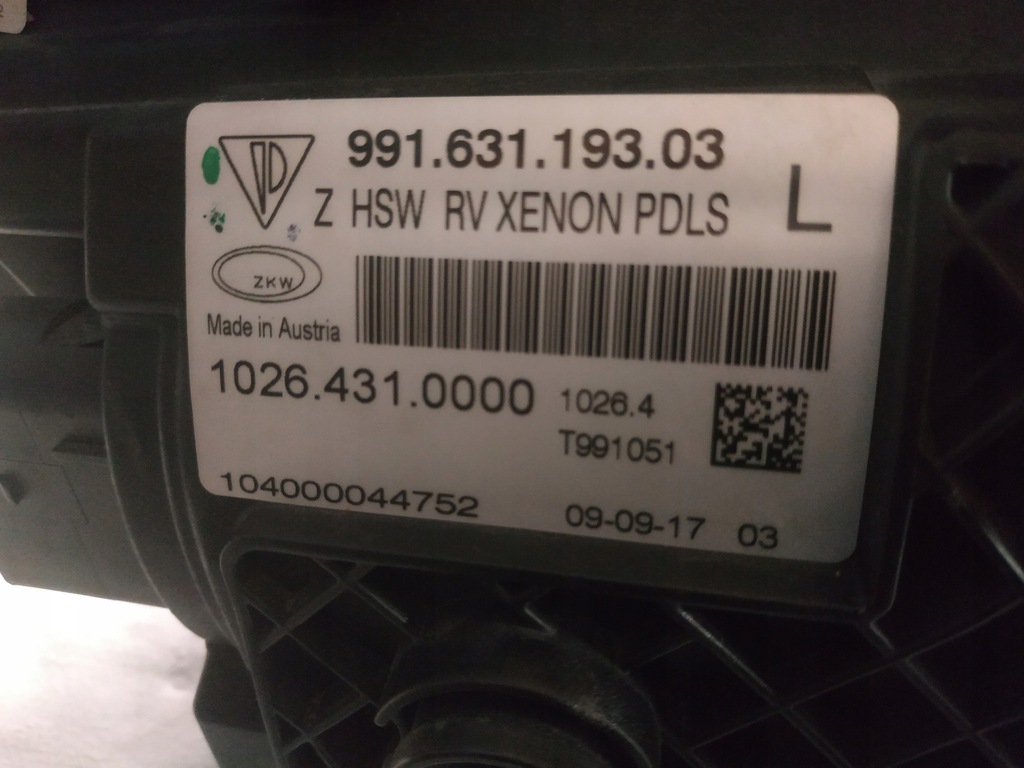 991.631.193.03
Z HSW RV XENON PDLS L
ZKW
Made in Austria
1026.431.0000
1026.4
T991051
104000044752
09-09-17 03